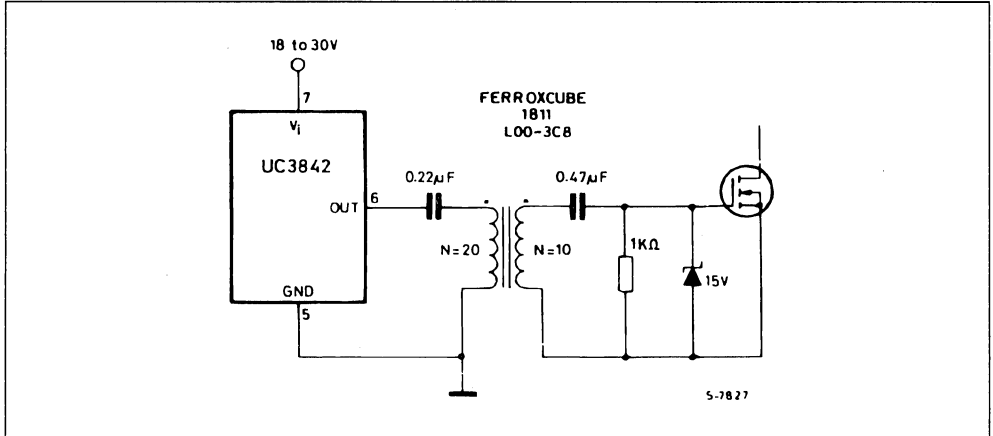 18 to 30V
7
Vi
UC3842
OUT
6
GND
5
0.22µF
FERROXCUBE
1811
L00-3C8
0.47µF
N=20
N=10
1KΩ
15V
S-7827